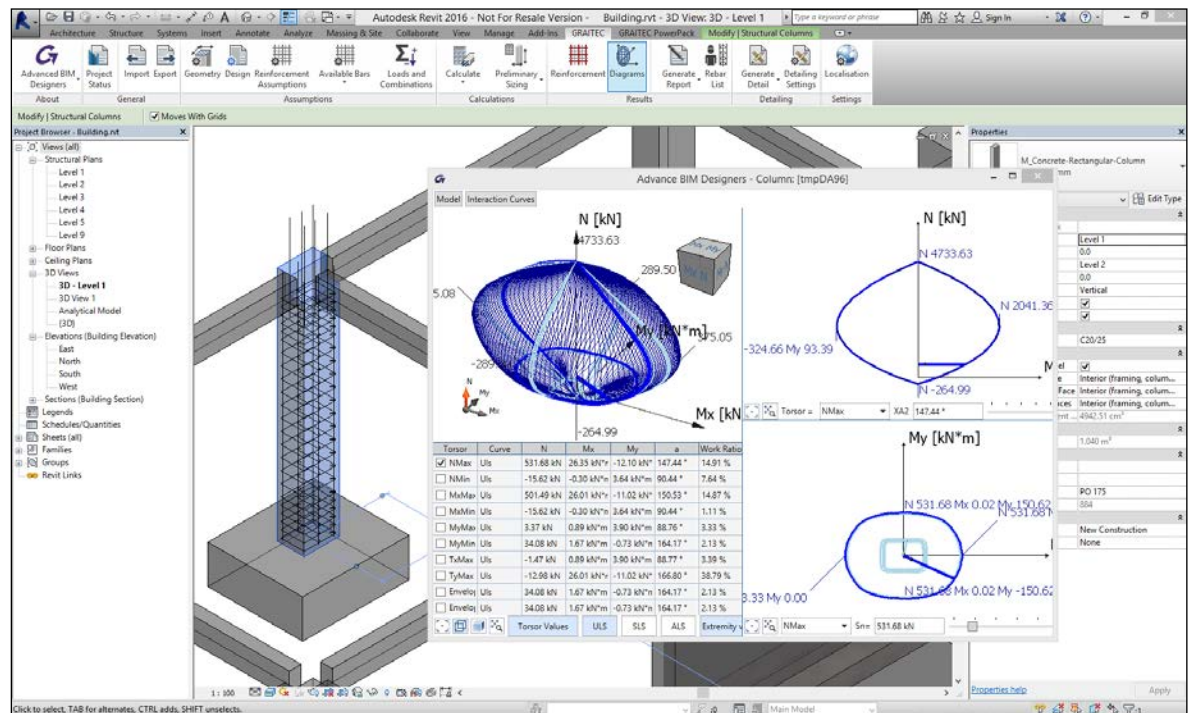 Autodesk Revit 2016 - Not For Resale Version - Building.rvt - 3D View: 3D - Level 1
Type a keyword or phrase
Sign In
Architecture Structure Systems Insert Annotate Analyze Massing & Site Collaborate View Manage Add-Ins GRAITEC GRAITEC PowerPack Modify | Structural Columns
Advanced BIM Designers
Project Status
Import Export
Geometry Design
Reinforcement Assumptions
Available Bars
Loads and Combinations
Calculate
Preliminary Sizing
Reinforcement
Diagrams
Generate Report
Rebar List
Generate Detail
Detailing Settings
Localisation
About General Assumptions Calculations Results Detailing Settings
Modify | Structural Columns
Moves With Grids
Project Browser - Building.rvt
Views (all)
Structural Plans
Level 1
Level 2
Level 3
Level 4
Level 5
Level 9
Floor Plans
Ceiling Plans
3D Views
3D - Level 1
3D View 1
Analytical Model
{3D}
Elevations (Building Elevation)
East
North
South
West
Sections (Building Section)
Legends
Schedules/Quantities
Sheets (all)
Families
Groups
Revit Links
Advance BIM Designers - Column: [tmpDA96]
Model Interaction Curves
N [kN]
4733.63
289.50
5.08
My [kN*m]
375.05
-289
N
My
Mx
Mx [kN
-264.99
N [kN]
N 4733.63
N 2041.36
-324.66 My 93.39
N -264.99
Torsor = NMax XA2 147.44 °
My [kN*m]
N 531.68 Mx 0.02 My 150.62
N 531.68
N 531.68 Mx 0.02 My -150.62
3.33 My 0.00
NMax Sn= 531.68 kN
Torsor Curve N Mx My a Work Ratio
NMax Uls 531.68 kN 26.35 kN*m -12.10 kN* 147.44 ° 14.91 %
NMin Uls -15.62 kN -0.30 kN*m 3.64 kN*m 90.44 ° 7.64 %
MxMax Uls 501.49 kN 26.01 kN*m -11.02 kN* 150.53 ° 14.87 %
MxMin Uls -15.62 kN -0.30 kN*m 3.64 kN*m 90.44 ° 1.11 %
MyMax Uls 3.37 kN 0.89 kN*m 3.90 kN*m 88.76 ° 3.33 %
MyMin Uls 34.08 kN 1.67 kN*m -0.73 kN*m 164.17 ° 2.13 %
TxMax Uls -1.47 kN 0.89 kN*m 3.90 kN*m 88.77 ° 3.39 %
TyMax Uls -12.98 kN 26.01 kN*m -11.02 kN* 166.80 ° 38.79 %
Envelop Uls 34.08 kN 1.67 kN*m -0.73 kN*m 164.17 ° 2.13 %
Envelop Uls 34.08 kN 1.67 kN*m -0.73 kN*m 164.17 ° 2.13 %
Torsor Values ULS SLS ALS Extremity v
Properties
M_Concrete-Rectangular-Column
mm
Edit Type
Level 1
0.0
Level 2
0.0
Vertical
C20/25
Interior (framing, colum...
Face Interior (framing, colum...
Interior (framing, colum...
4942.51 cm³
1.040 m³
PO 175
884
New Construction
None
Properties help
Apply
1 : 100
Click to select, TAB for alternates, CTRL adds, SHIFT unselects.
Main Model